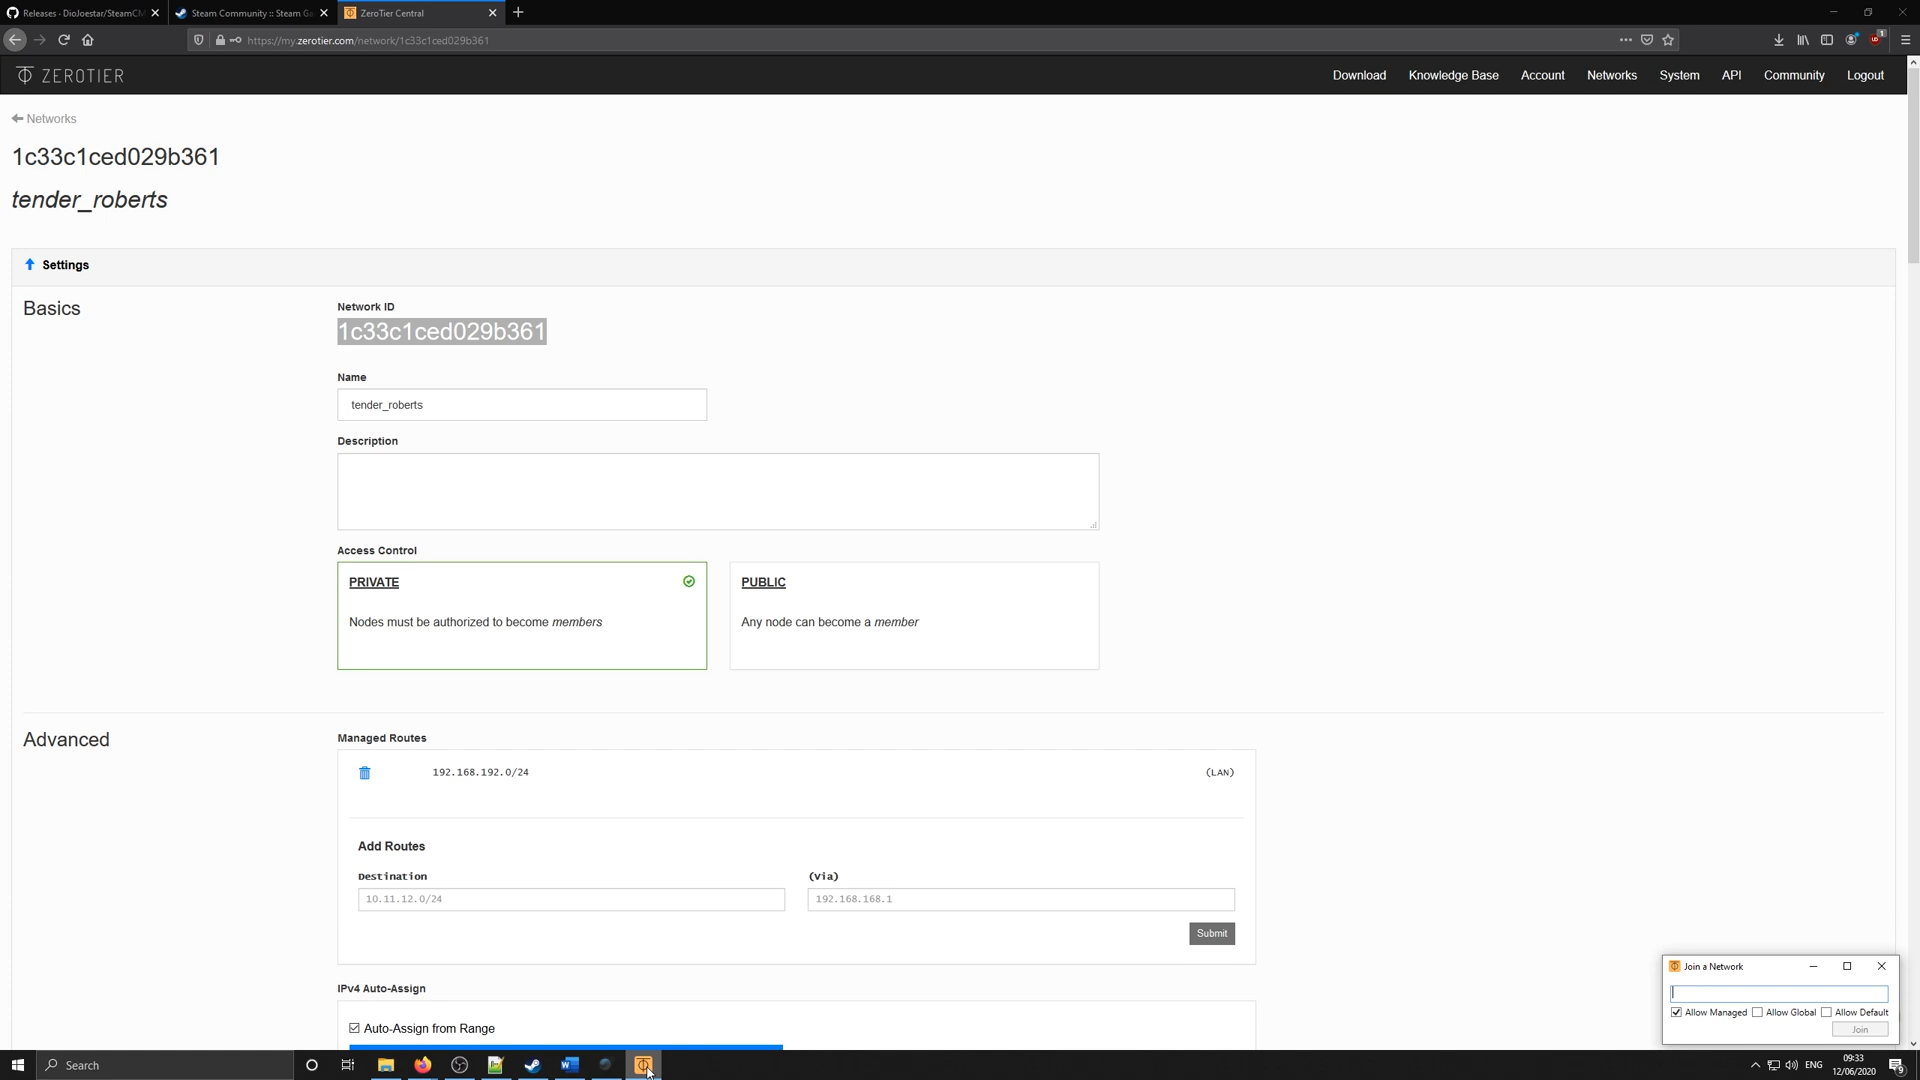 Releases · DioJoestar/SteamCM
Steam Community :: Steam Ga
ZeroTier Central
https://my.zerotier.com/network/1c33c1ced029b361
1
ZEROTIER
Download Knowledge Base Account Networks System API Community Logout
Networks
1c33c1ced029b361
tender_roberts
Settings
Basics
Network ID
1c33c1ced029b361
Name
tender_roberts
Description
Access Control
PRIVATE
Nodes must be authorized to become members
PUBLIC
Any node can become a member
Advanced
Managed Routes
192.168.192.0/24 (LAN)
Add Routes
Destination (Via)
10.11.12.0/24 192.168.168.1
Submit
IPv4 Auto-Assign
Auto-Assign from Range
Join a Network
Allow Managed Allow Global Allow Default
Join
Search
ENG
09:33
12/06/2020